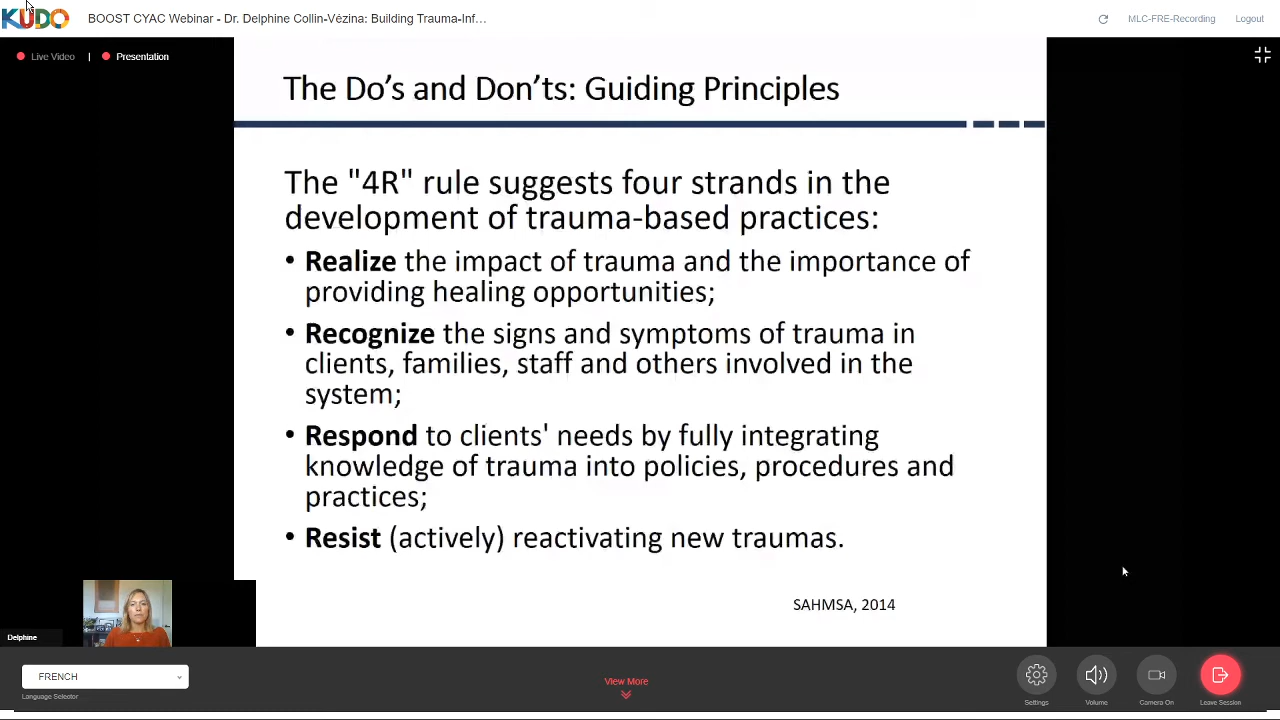 KUDO
BOOST CYAC Webinar - Dr. Delphine Collin-Vézina: Building Trauma-Inf...
MLC-FRE-Recording
Logout
Live Video | Presentation
The Do's and Don'ts: Guiding Principles
The "4R" rule suggests four strands in the
development of trauma-based practices:
• Realize the impact of trauma and the importance of
providing healing opportunities;
• Recognize the signs and symptoms of trauma in
clients, families, staff and others involved in the
system;
• Respond to clients' needs by fully integrating
knowledge of trauma into policies, procedures and
practices;
• Resist (actively) reactivating new traumas.
SAHMSA, 2014
Delphine
FRENCH
Language Selector
View More
Settings
Volume
Camera On
Leave Session